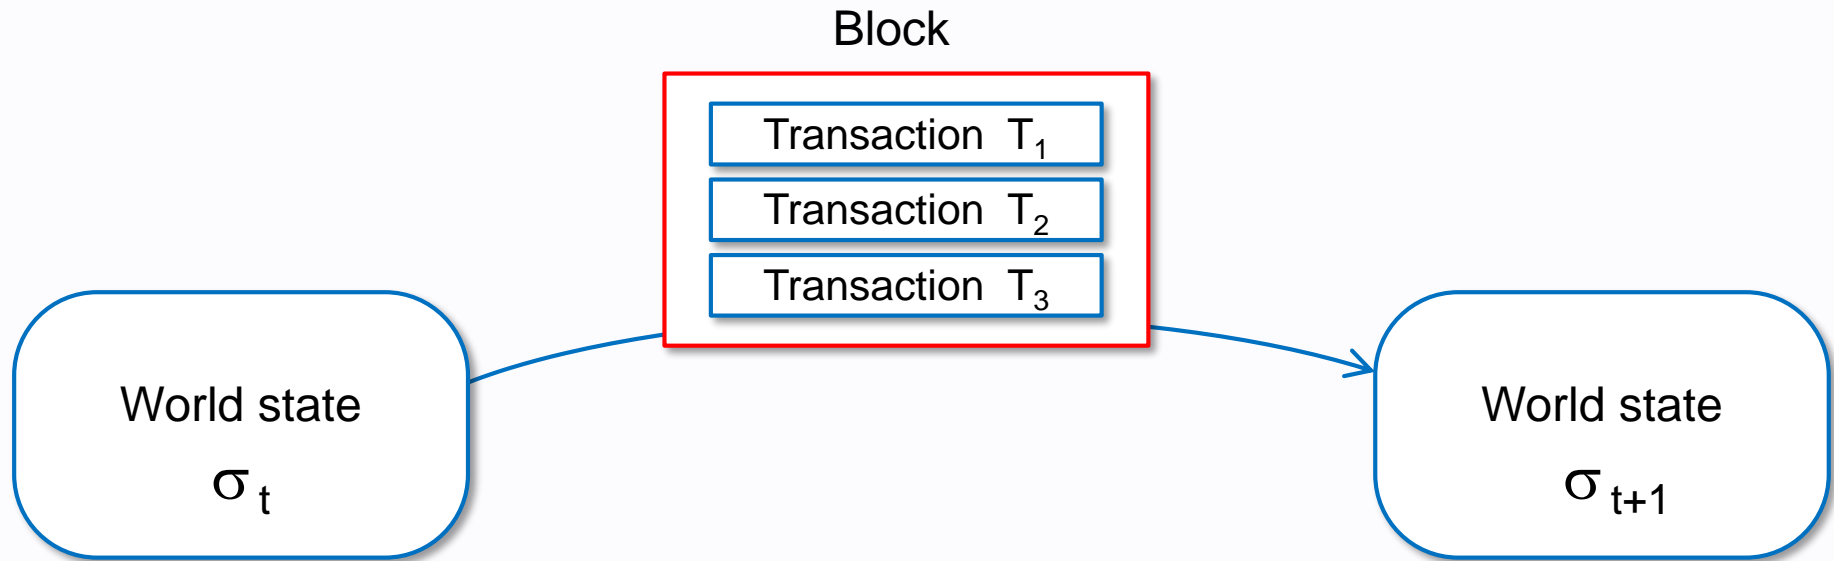 Block
Transaction T₁
Transaction T₂
Transaction T₃
World state
σ t
World state
σ t+1